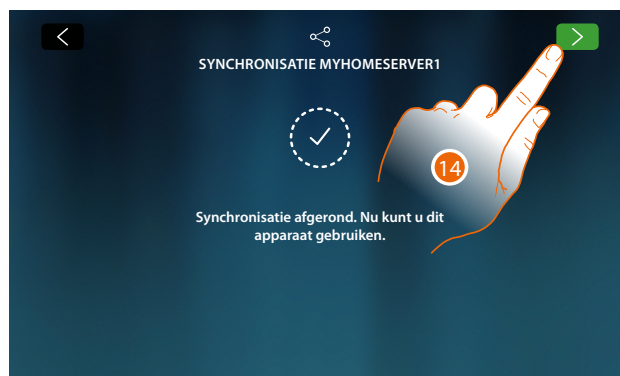 SYNCHRONISATIE MYHOMESERVER1
14
Synchronisatie afgerond. Nu kunt u dit
apparaat gebruiken.